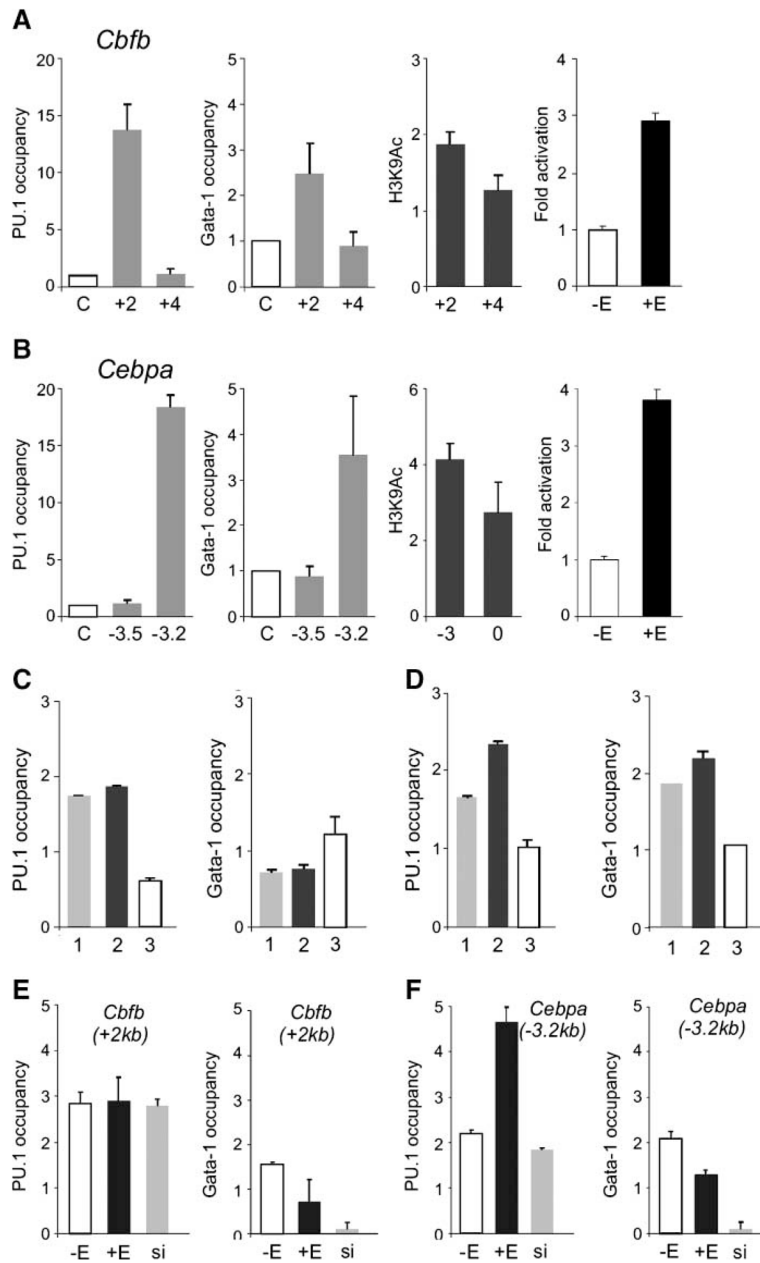 A
Cbfb
PU.1 occupancy
20
15
10
5
0
C +2 +4
Gata-1 occupancy
5
4
3
2
1
0
C +2 +4
H3K9Ac
3
2
1
0
+2 +4
Fold activation
4
3
2
1
0
-E +E
B
Cebpa
PU.1 occupancy
20
15
10
5
0
C -3.5 -3.2
Gata-1 occupancy
5
4
3
2
1
0
C -3.5 -3.2
H3K9Ac
6
4
2
0
-3 0
Fold activation
4
3
2
1
0
-E +E
C
PU.1 occupancy
3
2
1
0
1 2 3
Gata-1 occupancy
3
2
1
0
1 2 3
D
PU.1 occupancy
3
2
1
0
1 2 3
Gata-1 occupancy
3
2
1
0
1 2 3
E
Cbfb
(+2kb)
PU.1 occupancy
5
4
3
2
1
0
-E +E si
Cbfb
(+2kb)
Gata-1 occupancy
5
4
3
2
1
0
-E +E si
F
Cebpa
(-3.2kb)
PU.1 occupancy
5
4
3
2
1
0
-E +E si
Cebpa
(-3.2kb)
Gata-1 occupancy
5
4
3
2
1
0
-E +E si